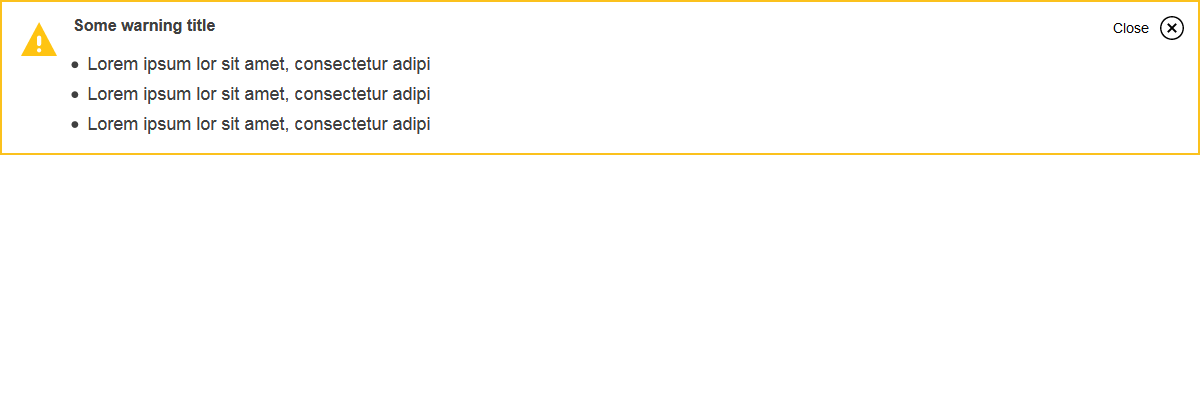 Some warning title
Close
Lorem ipsum lor sit amet, consectetur adipi
Lorem ipsum lor sit amet, consectetur adipi
Lorem ipsum lor sit amet, consectetur adipi